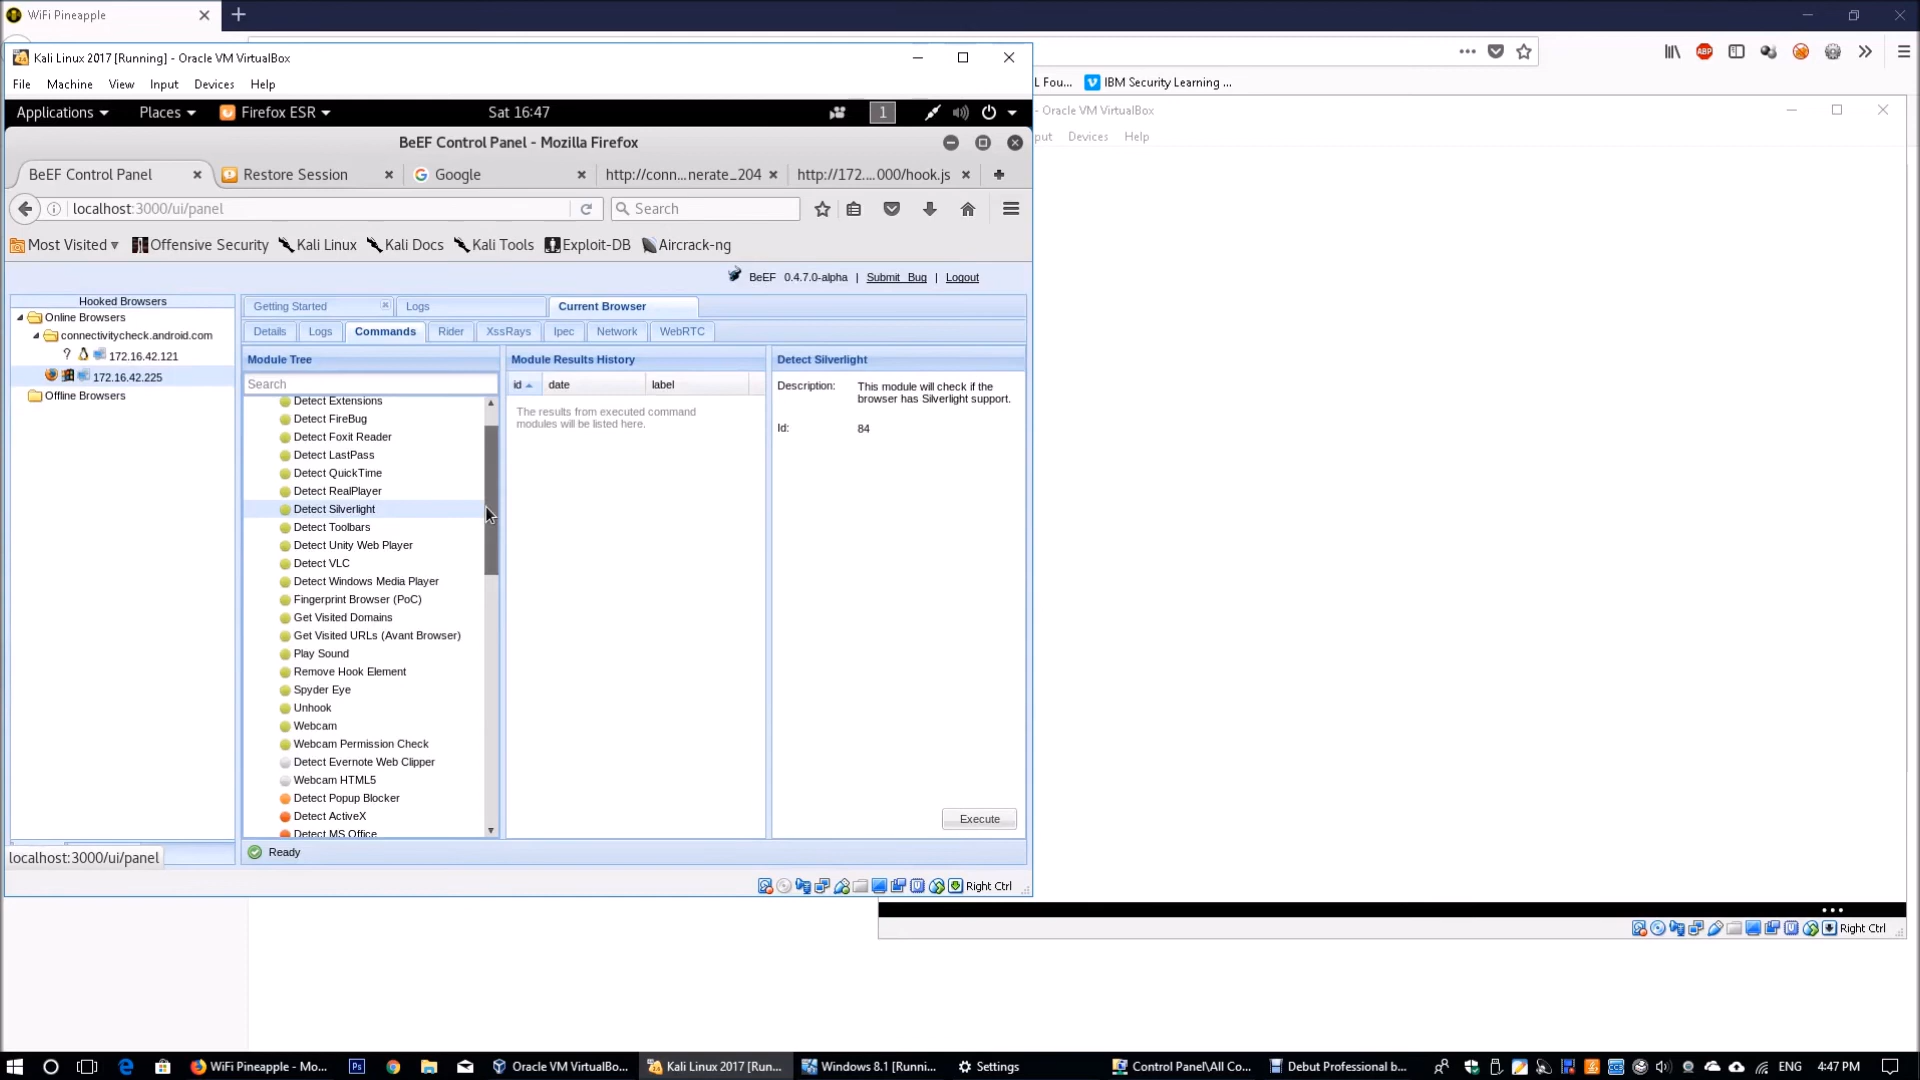 WiFi Pineapple
Kali Linux 2017 [Running] - Oracle VM VirtualBox
File Machine View Input Devices Help
L Fou... IBM Security Learning ...
- Oracle VM VirtualBox
put Devices Help
Applications Places Firefox ESR Sat 16:47 1
BeEF Control Panel - Mozilla Firefox
BeEF Control Panel Restore Session Google http://conn...nerate_204 http://172....000/hook.js
localhost:3000/ui/panel Search
Most Visited Offensive Security Kali Linux Kali Docs Kali Tools Exploit-DB Aircrack-ng
BeEF 0.4.7.0-alpha | Submit Bug | Logout
Hooked Browsers
Online Browsers
connectivitycheck.android.com
? 172.16.42.121
172.16.42.225
Offline Browsers
Getting Started Logs Current Browser
Details Logs Commands Rider XssRays Ipec Network WebRTC
Module Tree
Search
Detect Extensions
Detect FireBug
Detect Foxit Reader
Detect LastPass
Detect QuickTime
Detect RealPlayer
Detect Silverlight
Detect Toolbars
Detect Unity Web Player
Detect VLC
Detect Windows Media Player
Fingerprint Browser (PoC)
Get Visited Domains
Get Visited URLs (Avant Browser)
Play Sound
Remove Hook Element
Spyder Eye
Unhook
Webcam
Webcam Permission Check
Detect Evernote Web Clipper
Webcam HTML5
Detect Popup Blocker
Detect ActiveX
Detect MS Office
Module Results History
id date label
The results from executed command
modules will be listed here.
Detect Silverlight
Description: This module will check if the
browser has Silverlight support.
Id: 84
Execute
Ready
localhost:3000/ui/panel
Right Ctrl
Right Ctrl
WiFi Pineapple - Mo... Oracle VM VirtualBo... Kali Linux 2017 [Run... Windows 8.1 [Runni... Settings Control Panel\All Co... Debut Professional b... ENG 4:47 PM